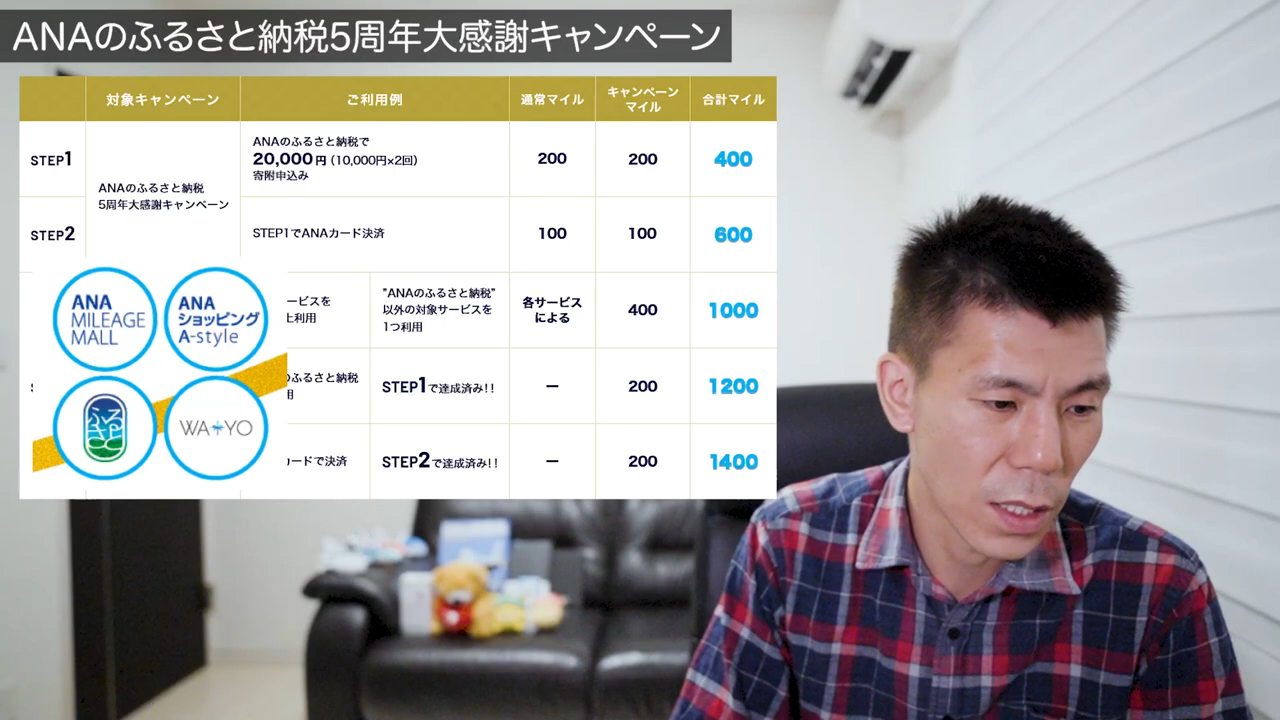 ANAのふるさと納税5周年大感謝キャンペーン
対象キャンペーン
ご利用例
通常マイル
キャンペーン
マイル
合計マイル
STEP1
ANAのふるさと納税
5周年大感謝キャンペーン
ANAのふるさと納税で
20,000円(10,000円×2回)
寄附申込み
200
200
400
STEP2
STEP1でANAカード決済
100
100
600
ANA
MILEAGE
MALL
ANA
ショッピング
A-style
WA+YO
ービスを
上利用
"ANAのふるさと納税"
以外の対象サービスを
1つ利用
各サービス
による
400
1000
のふるさと納税
用
STEP1で達成済み!!
―
200
1200
カードで決済
STEP2で達成済み!!
―
200
1400